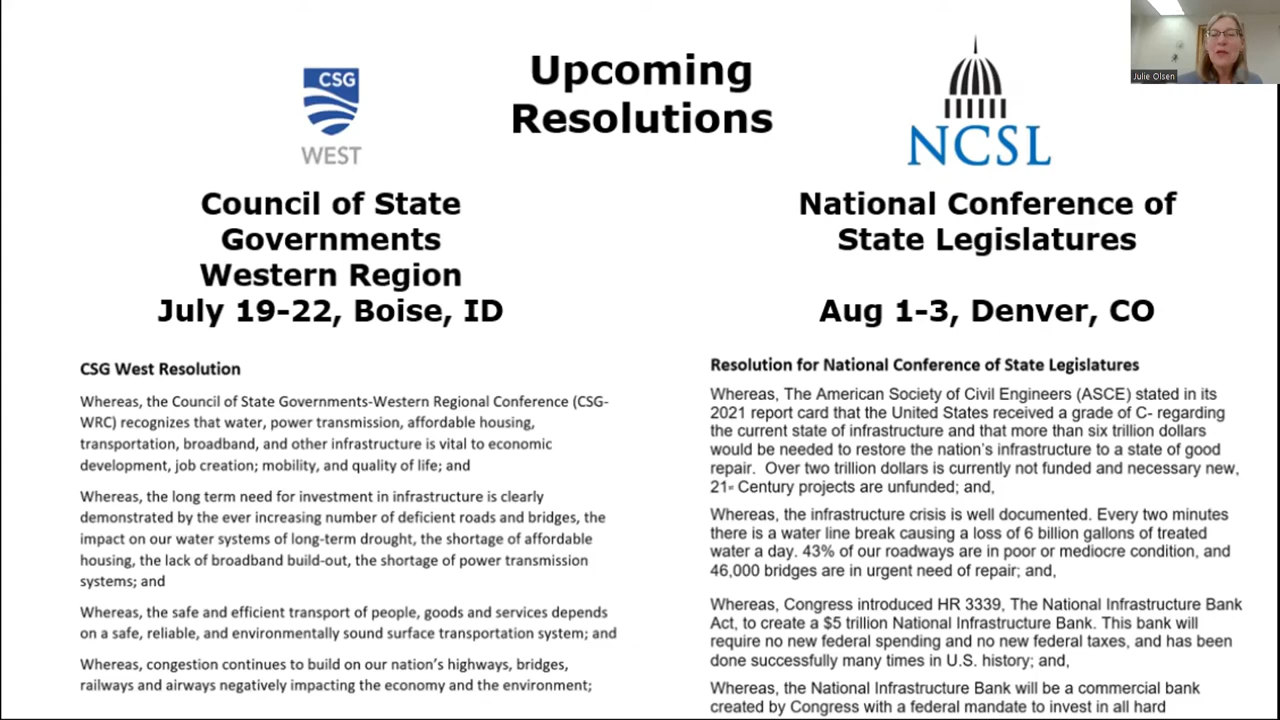 Upcoming
Resolutions
Julie Olsen
CSG
WEST
Council of State
Governments
Western Region
July 19-22, Boise, ID
CSG West Resolution
Whereas, the Council of State Governments-Western Regional Conference (CSG-
WRC) recognizes that water, power transmission, affordable housing,
transportation, broadband, and other infrastructure is vital to economic
development, job creation; mobility, and quality of life; and
Whereas, the long term need for investment in infrastructure is clearly
demonstrated by the ever increasing number of deficient roads and bridges, the
impact on our water systems of long-term drought, the shortage of affordable
housing, the lack of broadband build-out, the shortage of power transmission
systems; and
Whereas, the safe and efficient transport of people, goods and services depends
on a safe, reliable, and environmentally sound surface transportation system; and
Whereas, congestion continues to build on our nation's highways, bridges,
railways and airways negatively impacting the economy and the environment;
NCSL
National Conference of
State Legislatures
Aug 1-3, Denver, CO
Resolution for National Conference of State Legislatures
Whereas, The American Society of Civil Engineers (ASCE) stated in its
2021 report card that the United States received a grade of C- regarding
the current state of infrastructure and that more than six trillion dollars
would be needed to restore the nation's infrastructure to a state of good
repair. Over two trillion dollars is currently not funded and necessary new,
21st Century projects are unfunded; and,
Whereas, the infrastructure crisis is well documented. Every two minutes
there is a water line break causing a loss of 6 billion gallons of treated
water a day. 43% of our roadways are in poor or mediocre condition, and
46,000 bridges are in urgent need of repair; and,
Whereas, Congress introduced HR 3339, The National Infrastructure Bank
Act, to create a $5 trillion National Infrastructure Bank. This bank will
require no new federal spending and no new federal taxes, and has been
done successfully many times in U.S. history; and,
Whereas, the National Infrastructure Bank will be a commercial bank
created by Congress with a federal mandate to invest in all hard